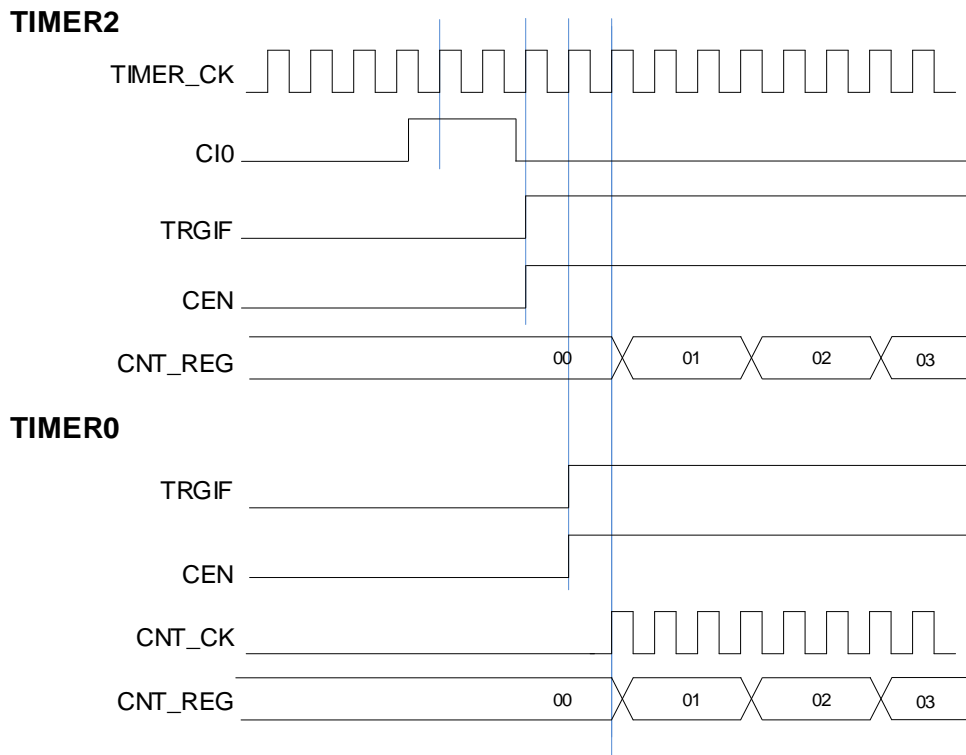 TIMER2
TIMER_CK
CI0
TRGIF
CEN
CNT_REG 00 01 02 03
TIMER0
TRGIF
CEN
CNT_CK
CNT_REG 00 01 02 03